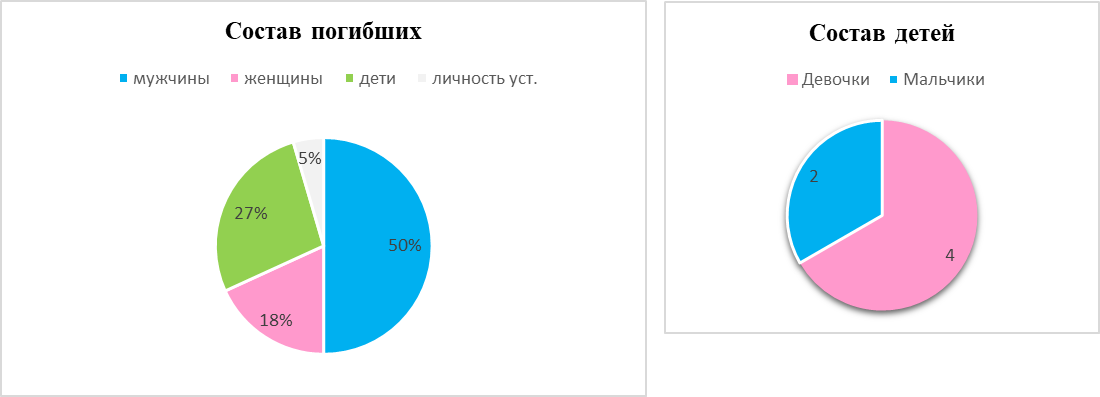 Состав погибших
мужчины женщины дети личность уст.
5%
27%
50%
18%
Состав детей
Девочки Мальчики
2
4